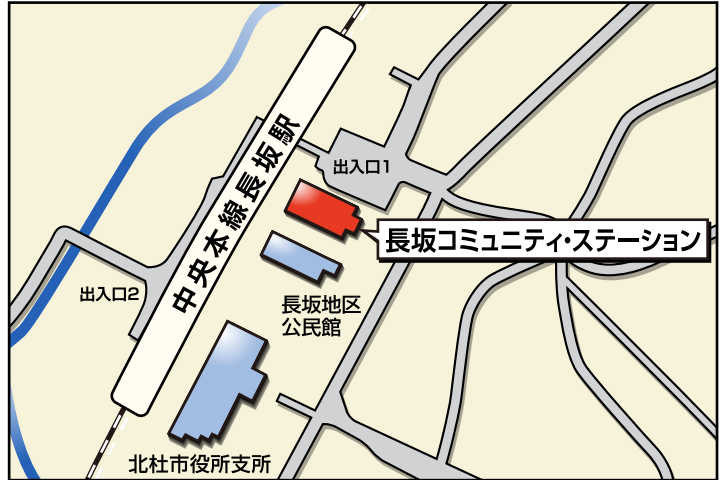 中央本線長坂駅
出入口1
長坂コミュニティ・ステーション
出入口2
長坂地区
公民館
北杜市役所支所